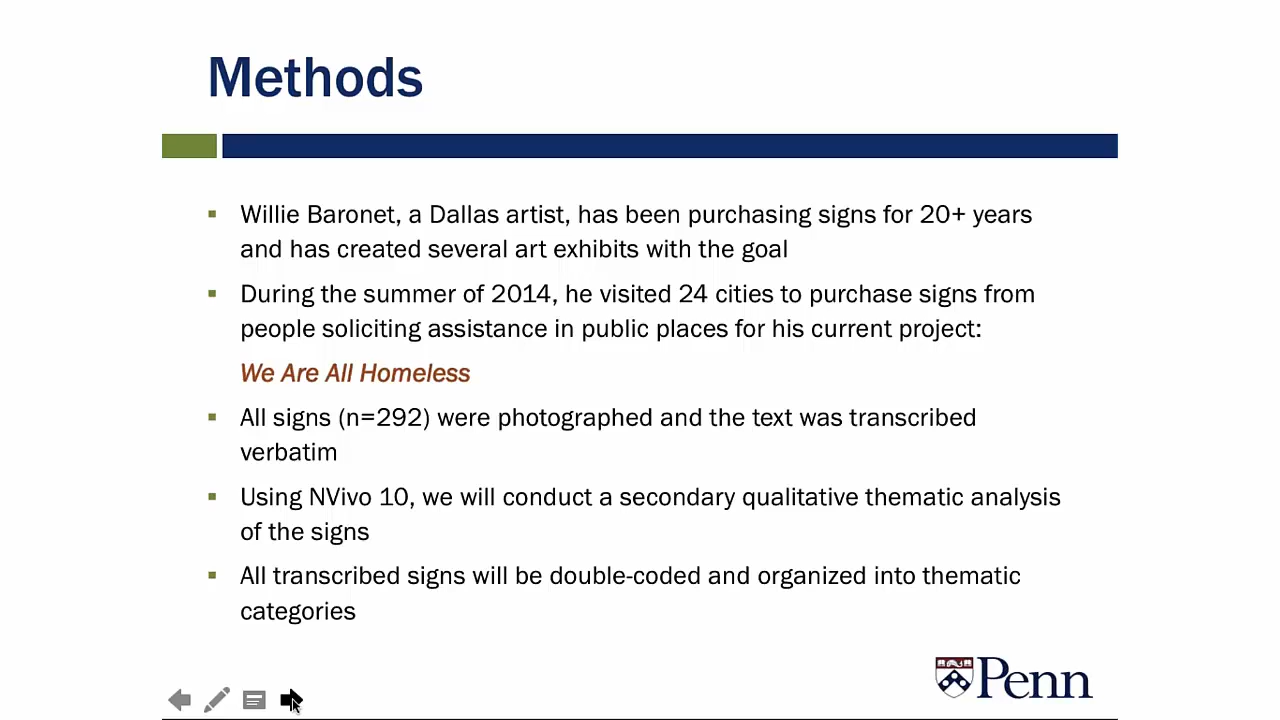 Methods
Willie Baronet, a Dallas artist, has been purchasing signs for 20+ years
and has created several art exhibits with the goal
During the summer of 2014, he visited 24 cities to purchase signs from
people soliciting assistance in public places for his current project:
We Are All Homeless
All signs (n=292) were photographed and the text was transcribed
verbatim
Using NVivo 10, we will conduct a secondary qualitative thematic analysis
of the signs
All transcribed signs will be double-coded and organized into thematic
categories
Penn